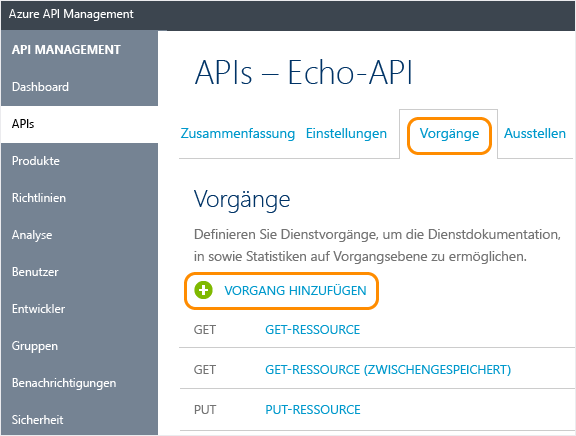 Azure API Management
API MANAGEMENT
Dashboard
APIs
Produkte
Richtlinien
Analyse
Benutzer
Entwickler
Gruppen
Benachrichtigungen
Sicherheit
APIs – Echo-API
Zusammenfassung Einstellungen Vorgänge Ausstellen
Vorgänge
Definieren Sie Dienstvorgänge, um die Dienstdokumentation,
in sowie Statistiken auf Vorgangsebene zu ermöglichen.
VORGANG HINZUFÜGEN
GET GET-RESSOURCE
GET GET-RESSOURCE (ZWISCHENGESPEICHERT)
PUT PUT-RESSOURCE